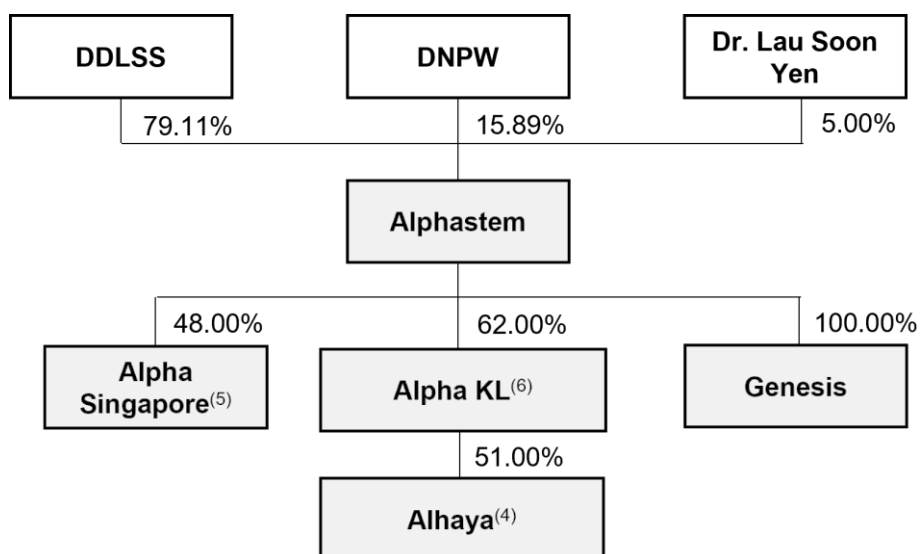 DDLSS
DNPW
Dr. Lau Soon
Yen
79.11%
15.89%
5.00%
Alphastem
48.00%
62.00%
100.00%
Alpha
Singapore(5)
Alpha KL(6)
Genesis
51.00%
Alhaya(4)